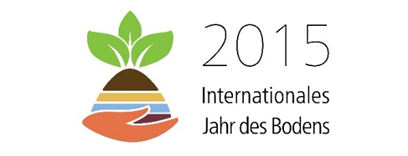 2015
Internationales
Jahr des Bodens